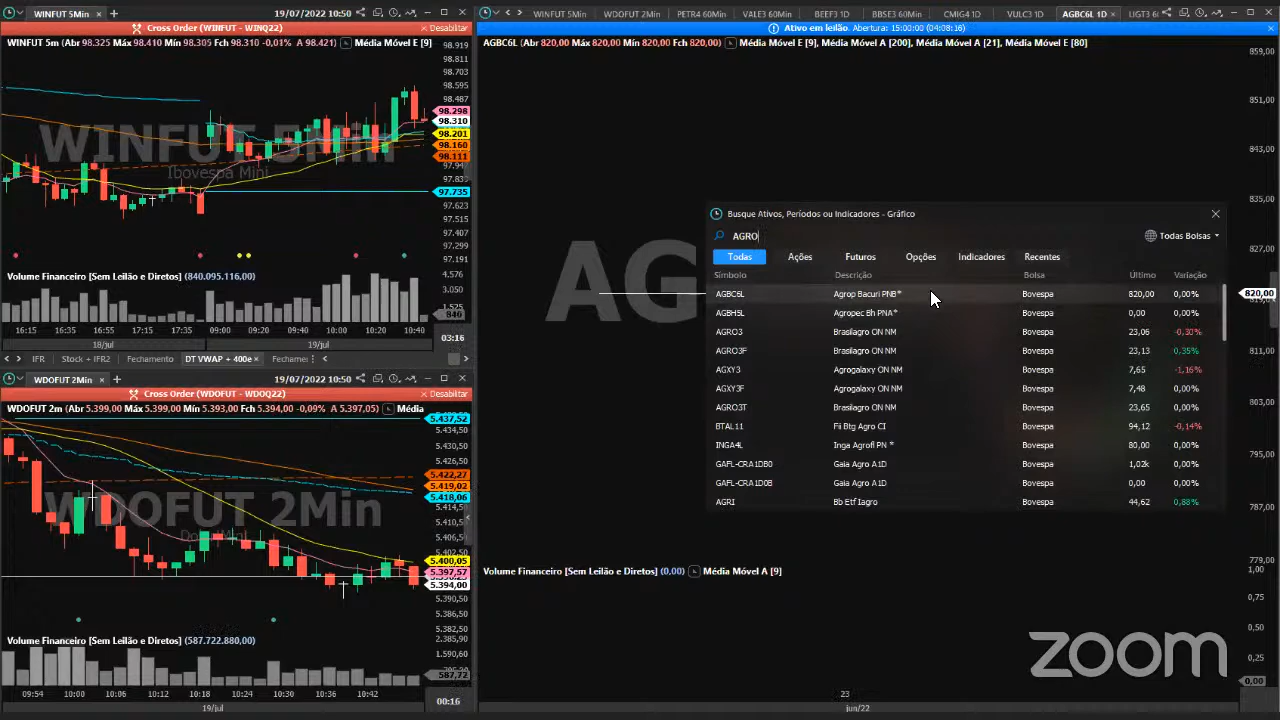 WINFUT 5Min × +
19/07/2022 10:50
Cross Order (WINFUT - WINQ22)
Desabilitar
WINFUT 5m (Abr 98.325 Máx 98.410 Mín 98.305 Fch 98.310 -0,01% A 98.421) Média Móvel E [9]
98.919
98.811
98.703
98.595
98.487
98.298
98.310
98.201
98.160
98.111
97.735
97.623
97.515
97.407
97.299
97.191
WINFUT 5Min
Ibovespa Mini
Volume Financeiro [Sem Leilão e Diretos] (840.095.116,00)
4.576
3.050
846
16:15 16:35 17:05 17:35 09:00 09:20 09:40 10:00 10:20 10:40
03:16
18/jul 19/jul
IFR Stock + IFR2 Fechamento DT VWAP + 400e × Fechamei
WDOFUT 2Min × +
19/07/2022 10:50
Cross Order (WDOFUT - WDOQ22)
Desabilitar
WDOFUT 2m (Abr 5.399,00 Máx 5.399,00 Mín 5.393,00 Fch 5.394,00 -0,09% A 5.397,05) Média
5.437,52
5.434,50
5.430,50
5.426,50
5.422,27
5.419,02
5.418,06
5.414,50
5.410,50
5.406,50
5.402,50
5.400,05
5.397,57
5.394,00
5.390,50
5.386,50
5.382,50
WDOFUT 2Min
Volume Financeiro [Sem Leilão e Diretos] (587.722.880,00)
2.385,90
1.590,60
587,72
09:54 10:00 10:06 10:12 10:18 10:24 10:30 10:36 10:42
00:16
19/jul
WINFUT 5Min WDOFUT 2Min PETR4 60Min VALE3 60Min BEEF3 1D BBSE3 60Min CMIG4 1D VULC3 1D AGBC6L 1D × LIGT3 6
Ativo em leilão. Abertura: 15:00:00 (04:08:16)
AGBC6L (Abr 820,00 Máx 820,00 Mín 820,00 Fch 820,00) Média Móvel E [9], Média Móvel A [200], Média Móvel A [21], Média Móvel E [80]
859,00
851,00
843,00
835,00
827,00
820,00
811,00
803,00
795,00
787,00
779,00
AG
Busque Ativos, Períodos ou Indicadores - Gráfico
AGRO
Todas Bolsas
Todas Ações Futuros Opções Indicadores Recentes
Símbolo Descrição Bolsa Último Variação
AGBC6L Agrop Bacuri PNB* Bovespa 820,00 0,00%
AGBH5L Agropec Bh PNA* Bovespa 0,00 0,00%
AGRO3 Brasilagro ON NM Bovespa 23,06 -0,30%
AGRO3F Brasilagro ON NM Bovespa 23,13 0,35%
AGXY3 Agrogalaxy ON NM Bovespa 7,65 -1,16%
AGXY3F Agrogalaxy ON NM Bovespa 7,48 0,00%
AGRO3T Brasilagro ON NM Bovespa 23,65 0,00%
BTAL11 Fii Btg Agro CI Bovespa 94,12 -0,14%
INGA4L Inga Agrofl PN * Bovespa 80,00 0,00%
GAFL-CRA1DB0 Gaia Agro A1D Bovespa 1,02k 0,00%
GAFL-CRA1D0B Gaia Agro A1D Bovespa 0,00 0,00%
AGRI Bb Etf Iagro Bovespa 44,62 0,88%
Volume Financeiro [Sem Leilão e Diretos] (0,00) Média Móvel A [9]
1,00
0,75
0,50
0,25
0,00
zoom
23
jun/22